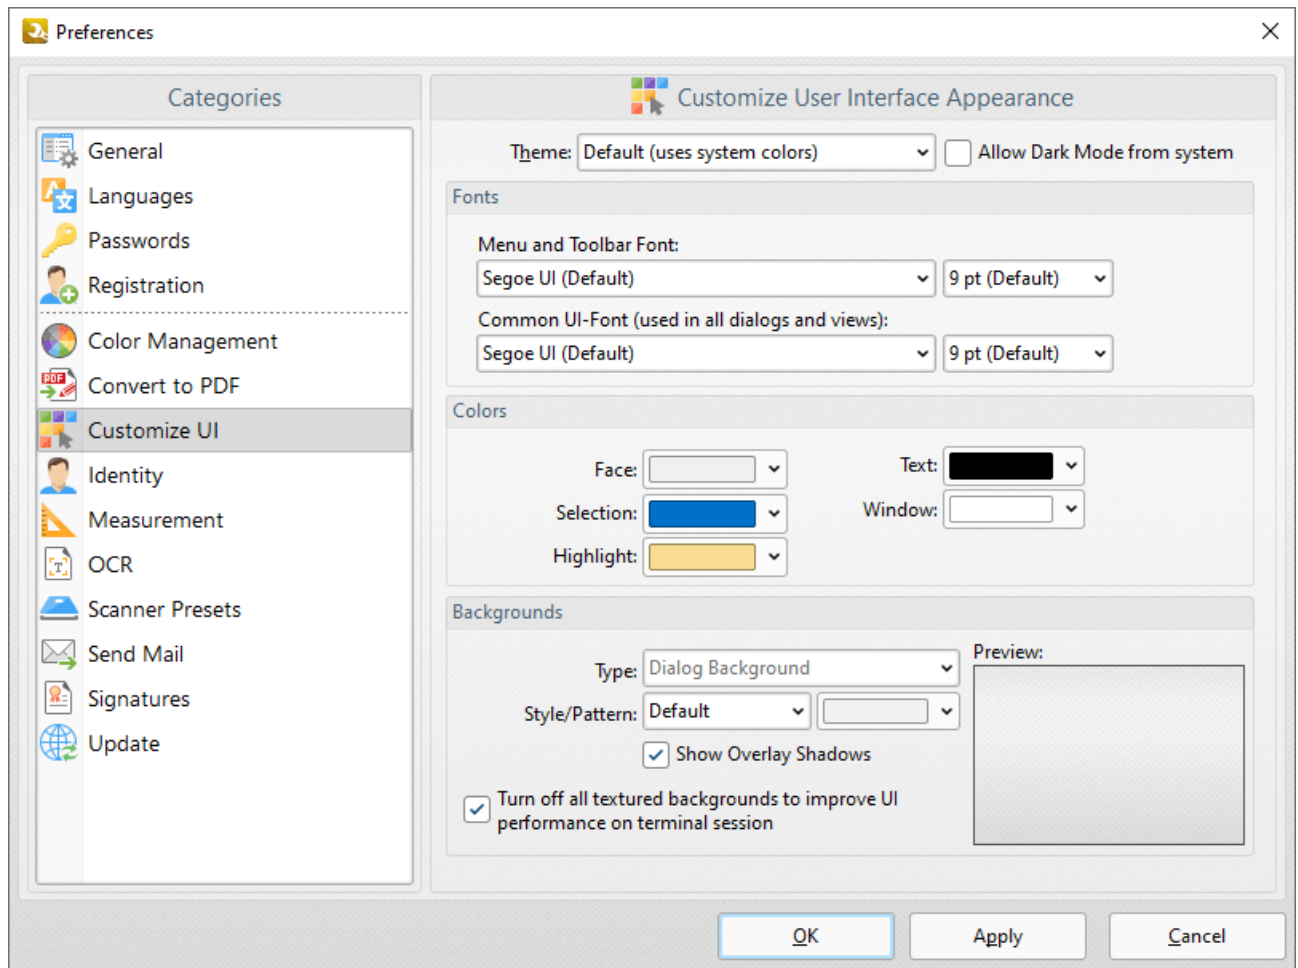 Preferences
Categories
General
Languages
Passwords
Registration
Color Management
Convert to PDF
Customize UI
Identity
Measurement
OCR
Scanner Presets
Send Mail
Signatures
Update
Customize User Interface Appearance
Theme: Default (uses system colors) Allow Dark Mode from system
Fonts
Menu and Toolbar Font:
Segoe UI (Default) 9 pt (Default)
Common UI-Font (used in all dialogs and views):
Segoe UI (Default) 9 pt (Default)
Colors
Face: Text:
Selection: Window:
Highlight:
Backgrounds
Type: Dialog Background Preview:
Style/Pattern: Default
Show Overlay Shadows
Turn off all textured backgrounds to improve UI
performance on terminal session
OK Apply Cancel